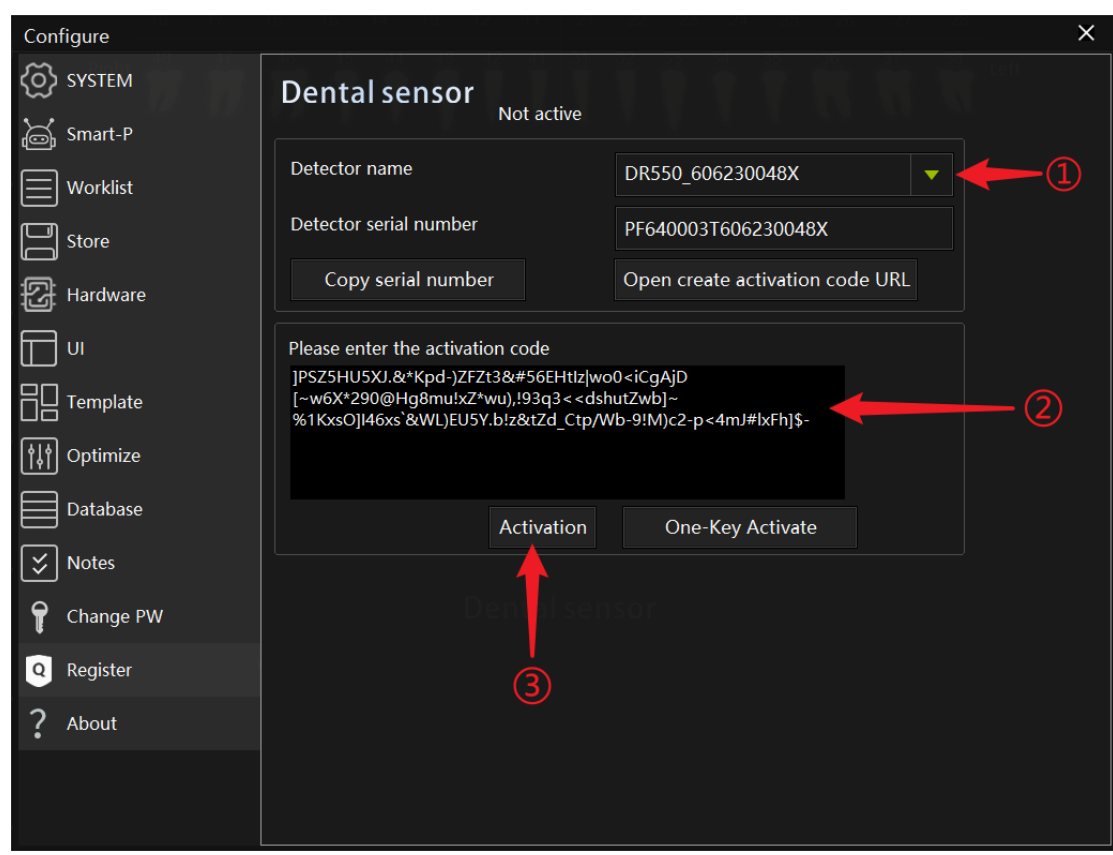 Configure
SYSTEM
Smart-P
Worklist
Store
Hardware
UI
Template
Optimize
Database
Notes
Change PW
Register
About
Dental sensor
Not active
Detector name
DR550_606230048X
①
Detector serial number
PF640003T606230048X
Copy serial number
Open create activation code URL
Please enter the activation code
]PSZ5HU5XJ.&*Kpd-)ZFZt3&#56EHtIz|wo0<iCgAjD
[~w6X*290@Hg8mu!xZ*wu),!93q3<<dshutZwb]~
%1KxsO]I46xs`&WL)EU5Y.b!z&tZd_Ctp/Wb-9!M)c2-p<4mJ#lxFh]$-
②
Activation
One-Key Activate
Dental sensor
③